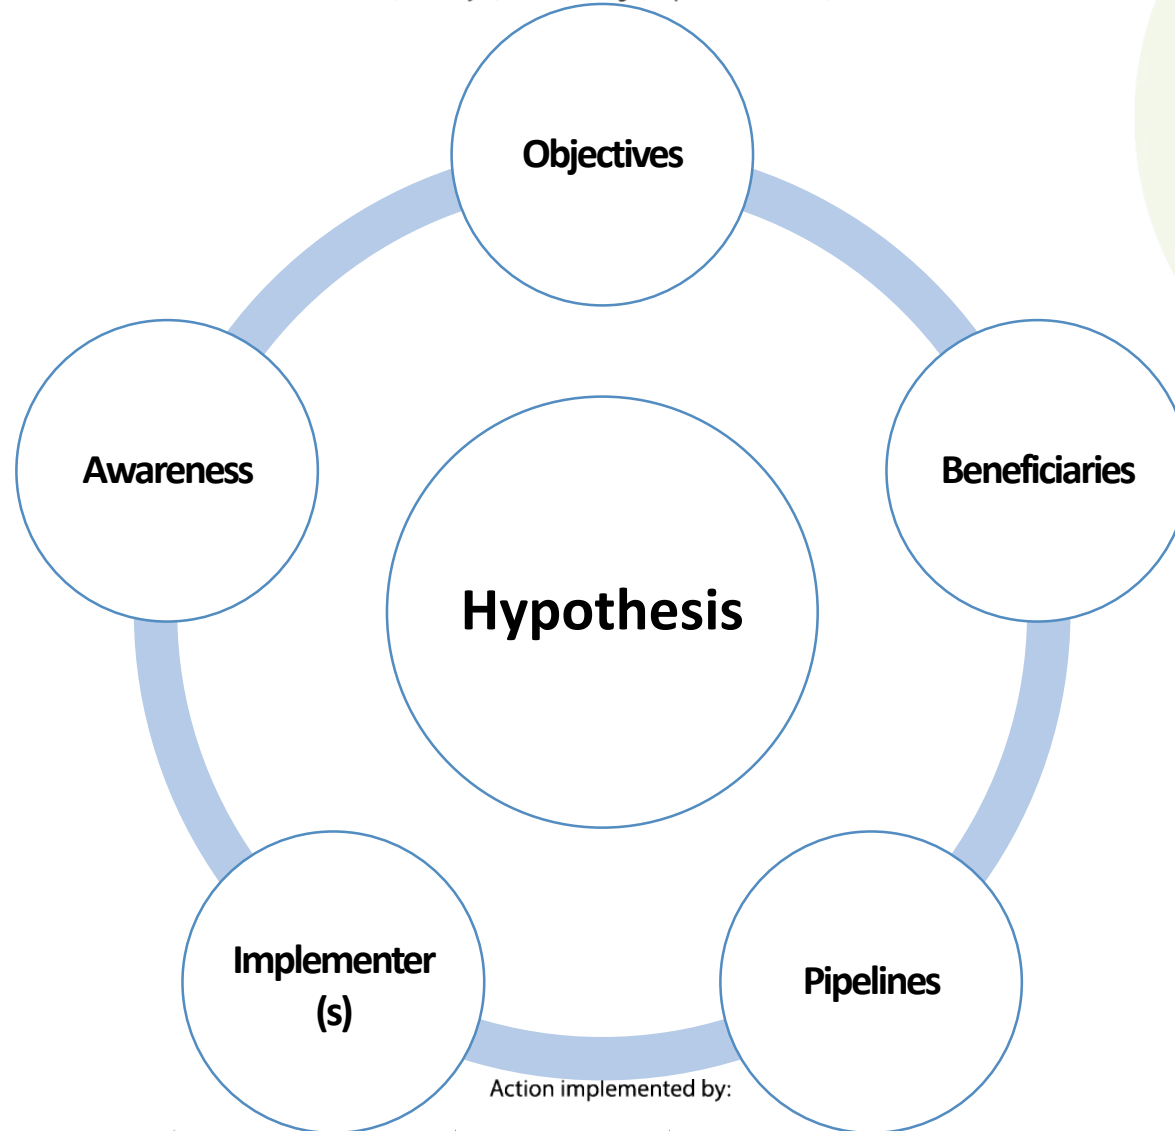 Objectives
Awareness
Beneficiaries
Hypothesis
Implementer
(s)
Pipelines
Action implemented by: